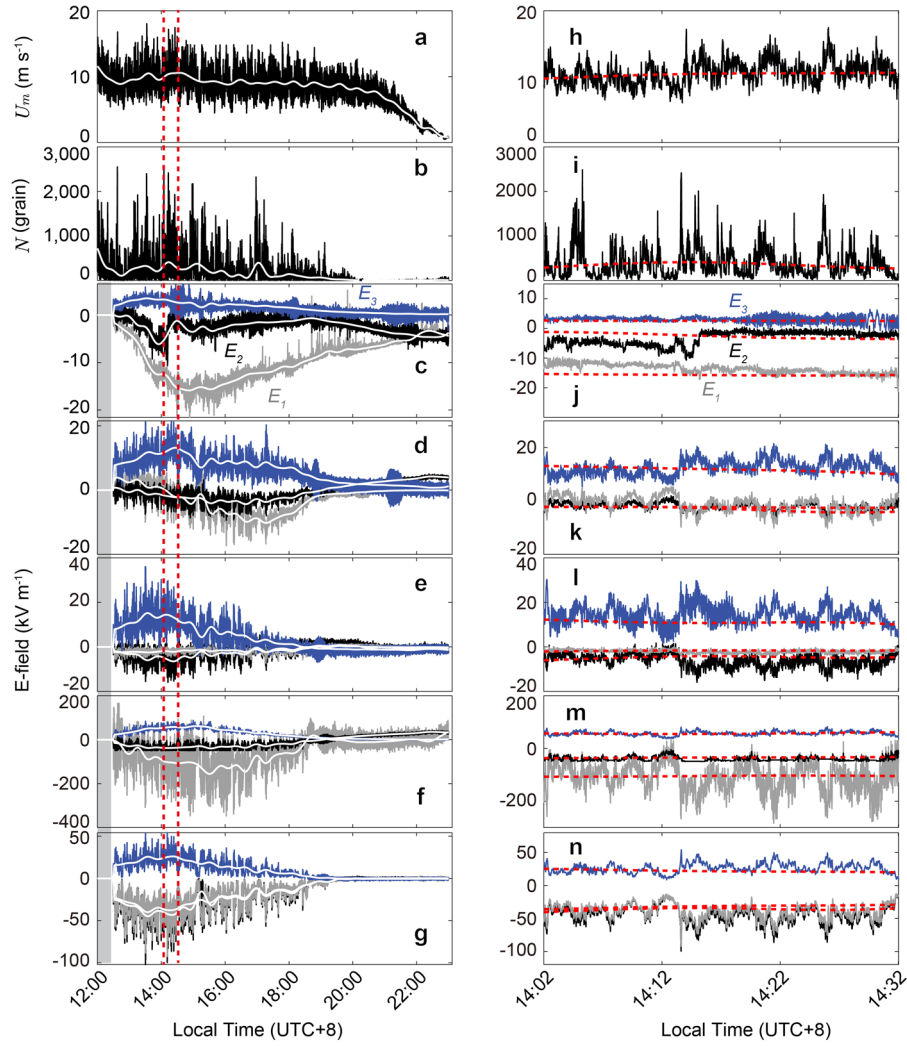 20
10
0
U_m (m s⁻¹)
a
3,000
2,000
1,000
0
N (grain)
b
0
-10
-20
E_3
E_2
E_1
c
20
0
-20
d
40
20
0
-20
e
200
0
-200
-400
f
50
0
-50
-100
g
E-field (kV m⁻¹)
12:00
14:00
16:00
18:00
20:00
22:00
Local Time (UTC+8)
20
10
0
h
3000
2000
1000
0
i
10
0
-10
-20
E_3
E_2
E_1
j
20
0
-20
k
40
20
0
-20
l
200
0
-200
m
50
0
-50
-100
n
14:02
14:12
14:22
14:32
Local Time (UTC+8)